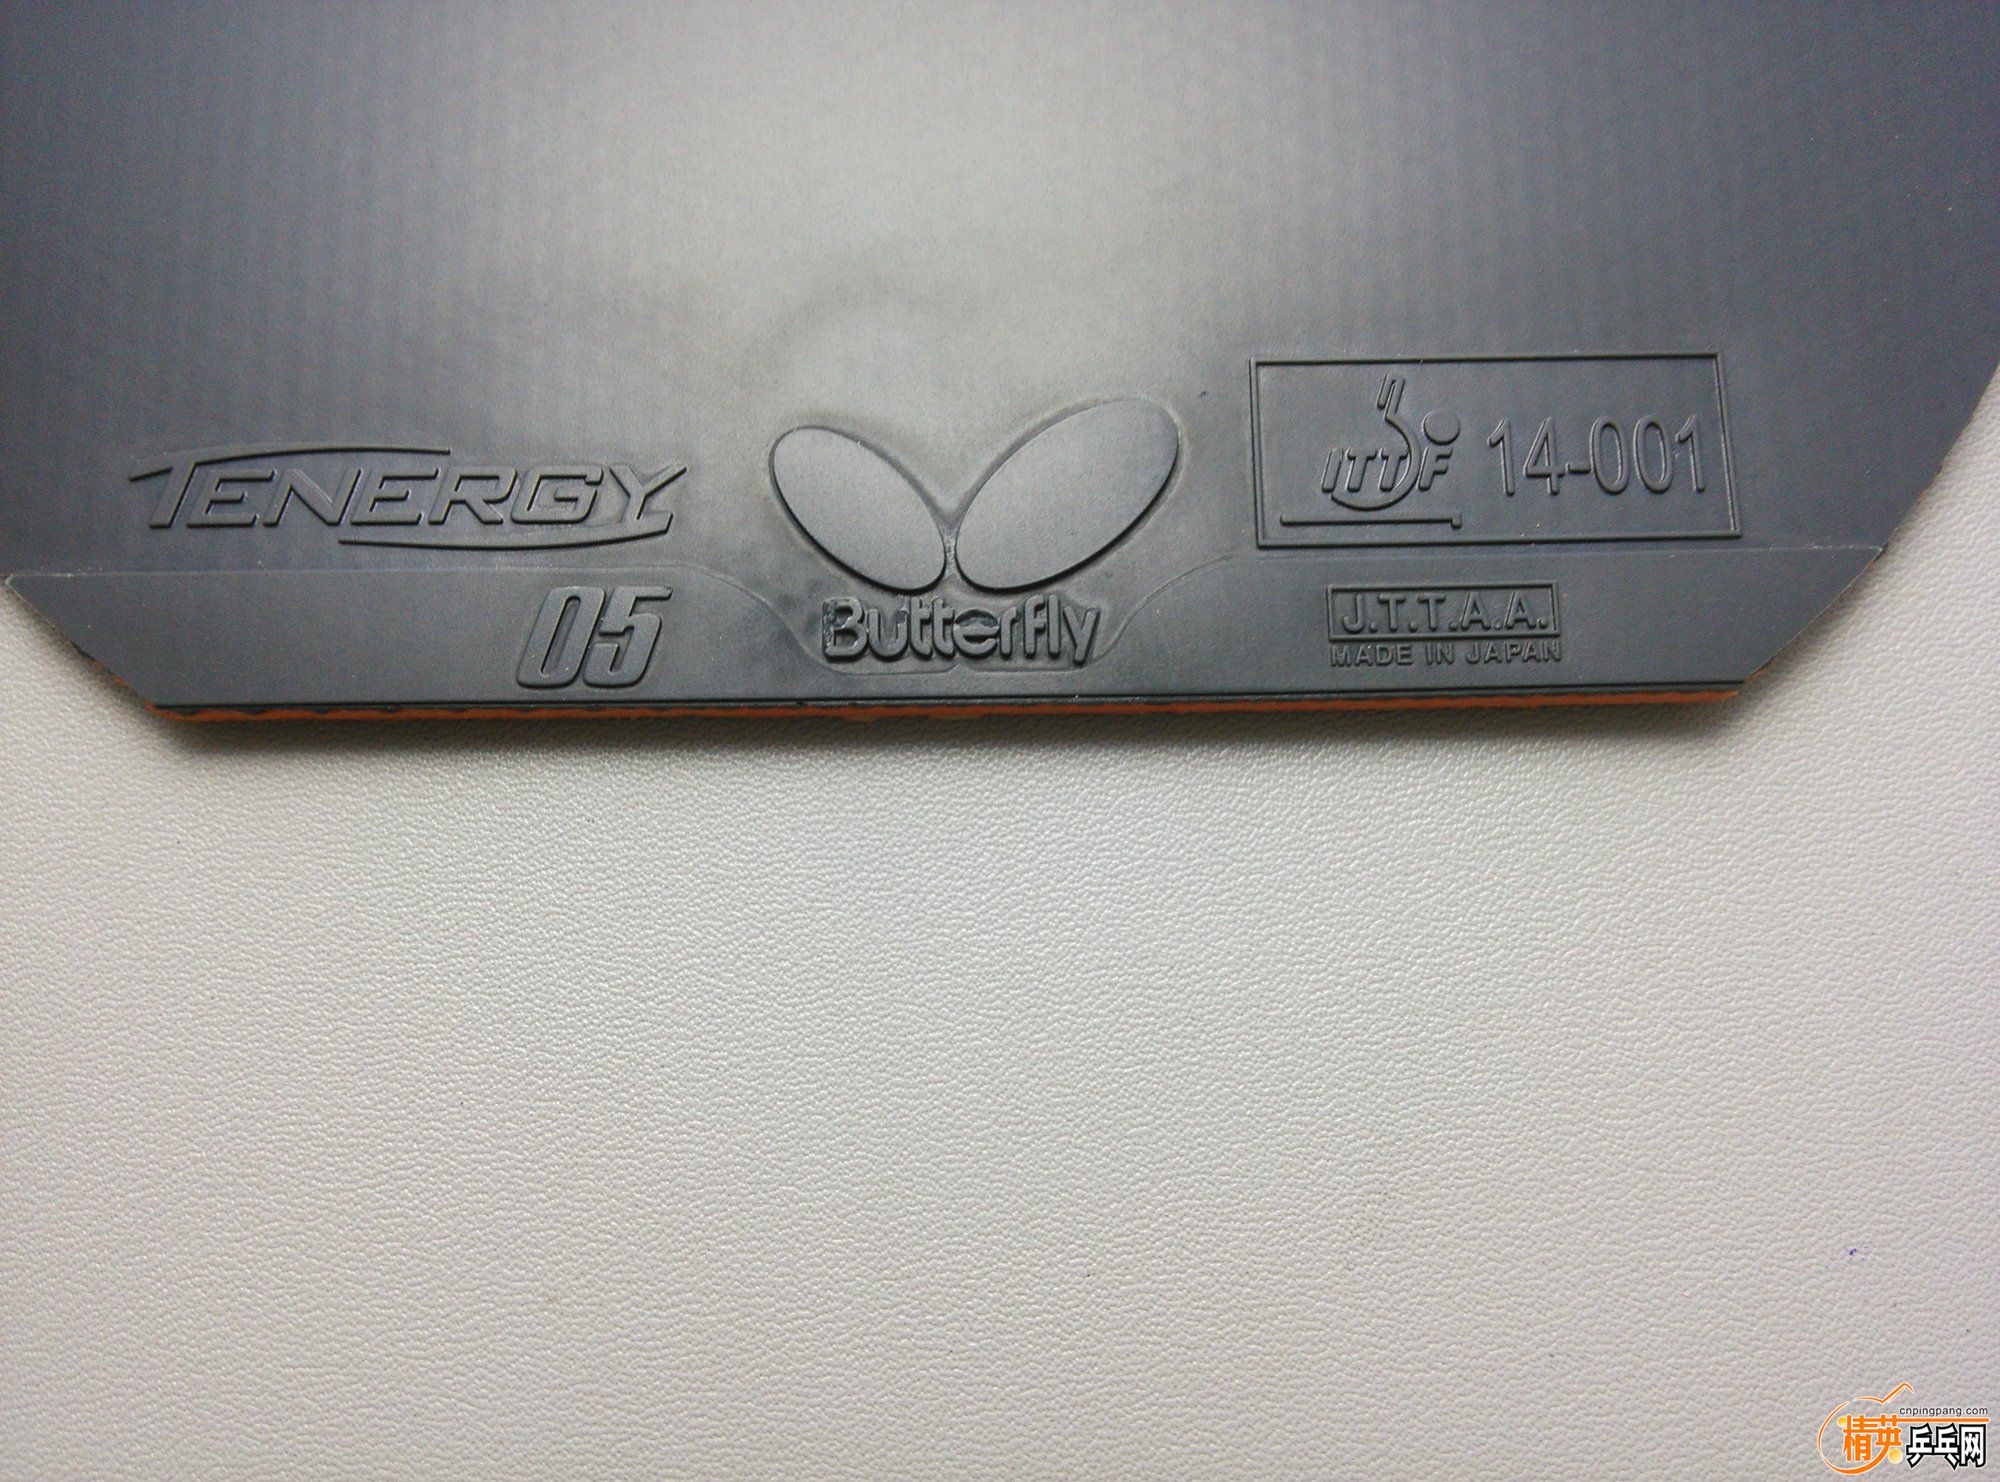 TENERGY
05
Butterfly
ITTF 14-001
J.T.T.A.A.
MADE IN JAPAN
cnpingpang.com
精英乒乓网